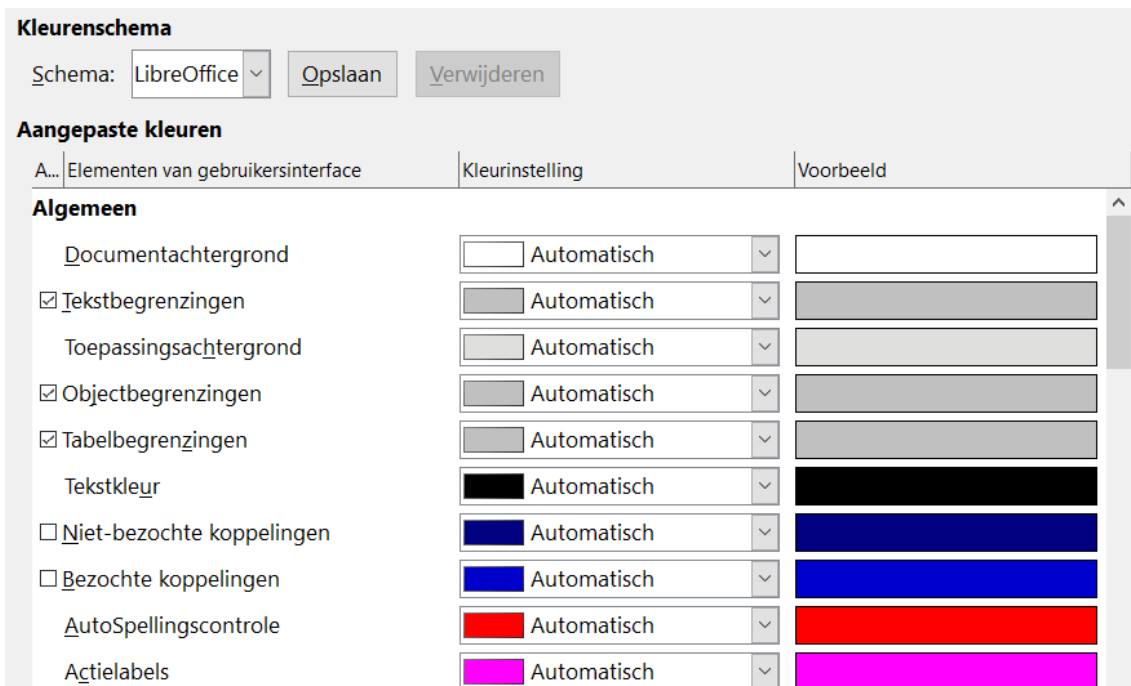 Kleurenschema
Schema: LibreOffice Opslaan Verwijderen
Aangepaste kleuren
A... Elementen van gebruikersinterface Kleurinstelling Voorbeeld
Algemeen
Documentachtergrond Automatisch
Tekstbegrenzingen Automatisch
Toepassingsachtergrond Automatisch
Objectbegrenzingen Automatisch
Tabelbegrenzingen Automatisch
Tekstkleur Automatisch
Niet-bezochte koppelingen Automatisch
Bezochte koppelingen Automatisch
AutoSpellingscontrole Automatisch
Actielabels Automatisch